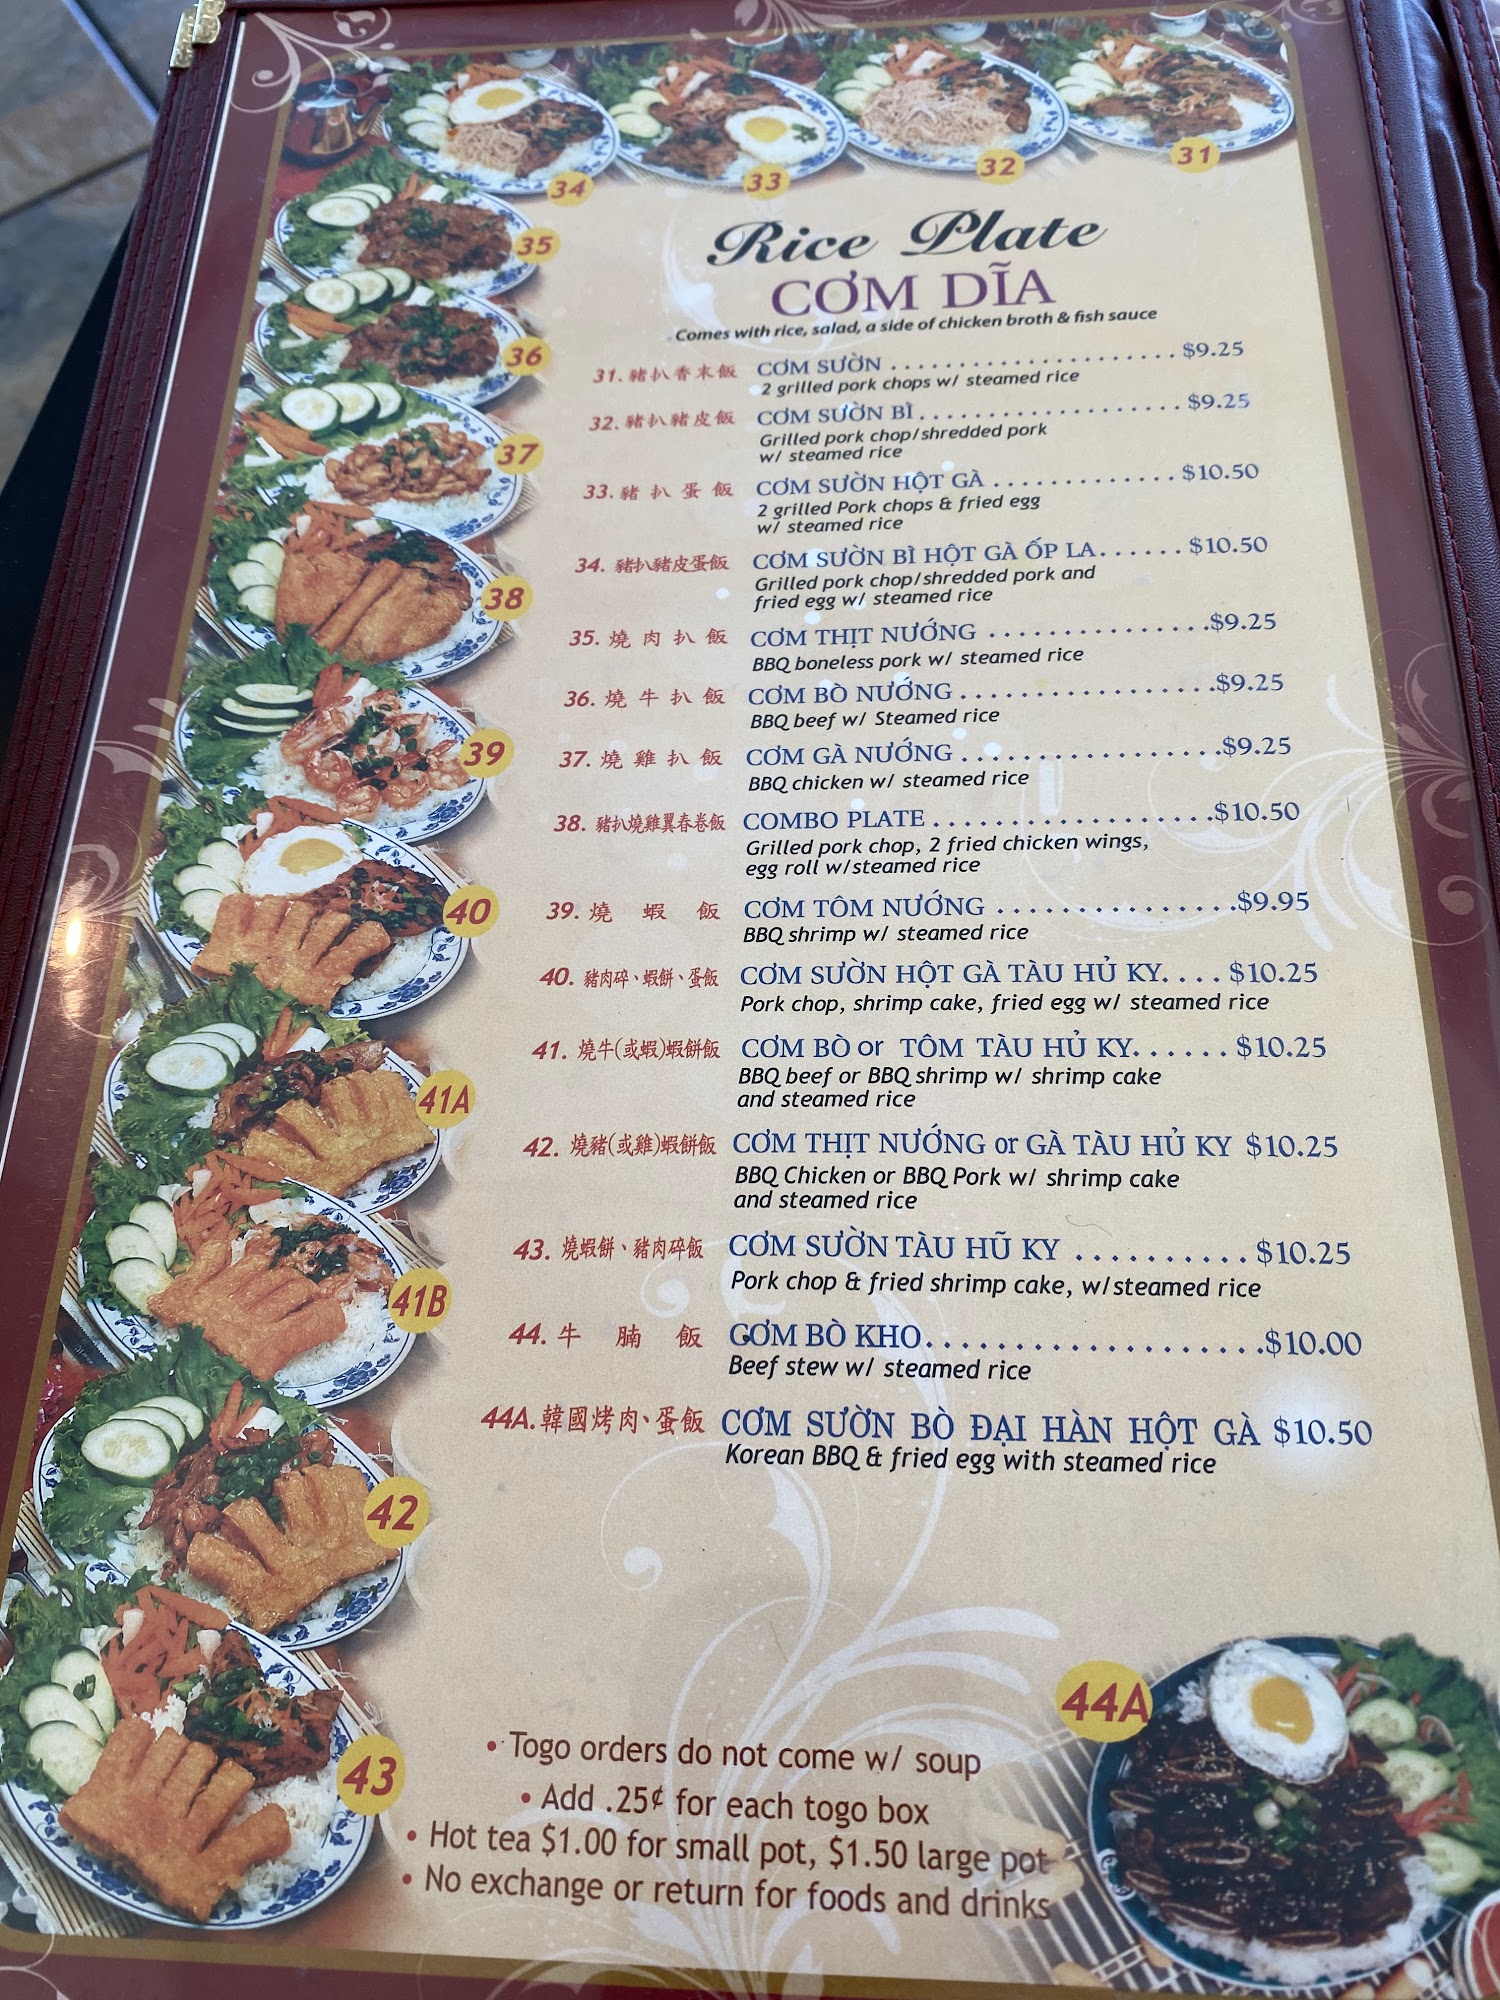 34
33
32
31
35
36
37
38
39
40
41A
41B
42
43
Rice Plate
CƠM DĨA
Comes with rice, salad, a side of chicken broth & fish sauce
31. 豬扒香末飯 CƠM SƯỜN . . . . . . . . . . . . . . . . . . . . . . . $9.25
2 grilled pork chops w/ steamed rice
32. 豬扒豬皮飯 CƠM SƯỜN BÌ . . . . . . . . . . . . . . . . . . . . $9.25
Grilled pork chop/shredded pork
w/ steamed rice
33. 豬扒蛋飯 CƠM SƯỜN HỘT GÀ . . . . . . . . . . . . . $10.50
2 grilled Pork chops & fried egg
w/ steamed rice
34. 豬扒豬皮蛋飯 CƠM SƯỜN BÌ HỘT GÀ ỐP LA. . . . . . $10.50
Grilled pork chop/shredded pork and
fried egg w/ steamed rice
35. 燒肉扒飯 CƠM THỊT NƯỚNG . . . . . . . . . . . . . . . .$9.25
BBQ boneless pork w/ steamed rice
36. 燒牛扒飯 CƠM BÒ NƯỚNG . . . . . . . . . . . . . . . . . .$9.25
BBQ beef w/ Steamed rice
37. 燒雞扒飯 CƠM GÀ NƯỚNG . . . . . . . . . . . . . . . . . .$9.25
BBQ chicken w/ steamed rice
38. 豬扒燒雞翼春卷飯 COMBO PLATE . . . . . . . . . . . . . . . . . . .$10.50
Grilled pork chop, 2 fried chicken wings,
egg roll w/steamed rice
39. 燒蝦飯 CƠM TÔM NƯỚNG . . . . . . . . . . . . . . . .$9.95
BBQ shrimp w/ steamed rice
40. 豬肉碎、蝦餅、蛋飯 CƠM SƯỜN HỘT GÀ TÀU HỦ KY. . . . $10.25
Pork chop, shrimp cake, fried egg w/ steamed rice
41. 燒牛(或蝦)蝦餅飯 CƠM BÒ or TÔM TÀU HỦ KY. . . . . . $10.25
BBQ beef or BBQ shrimp w/ shrimp cake
and steamed rice
42. 燒豬(或雞)蝦餅飯 CƠM THỊT NƯỚNG or GÀ TÀU HỦ KY $10.25
BBQ Chicken or BBQ Pork w/ shrimp cake
and steamed rice
43. 燒蝦餅、豬肉碎飯 CƠM SƯỜN TÀU HŨ KY . . . . . . . . . . $10.25
Pork chop & fried shrimp cake, w/steamed rice
44. 牛腩飯 CƠM BÒ KHO. . . . . . . . . . . . . . . . . . . .$10.00
Beef stew w/ steamed rice
44A. 韓國烤肉、蛋飯 CƠM SƯỜN BÒ ĐẠI HÀN HỘT GÀ $10.50
Korean BBQ & fried egg with steamed rice
44A
• Togo orders do not come w/ soup
• Add .25¢ for each togo box
• Hot tea $1.00 for small pot, $1.50 large pot
• No exchange or return for foods and drinks